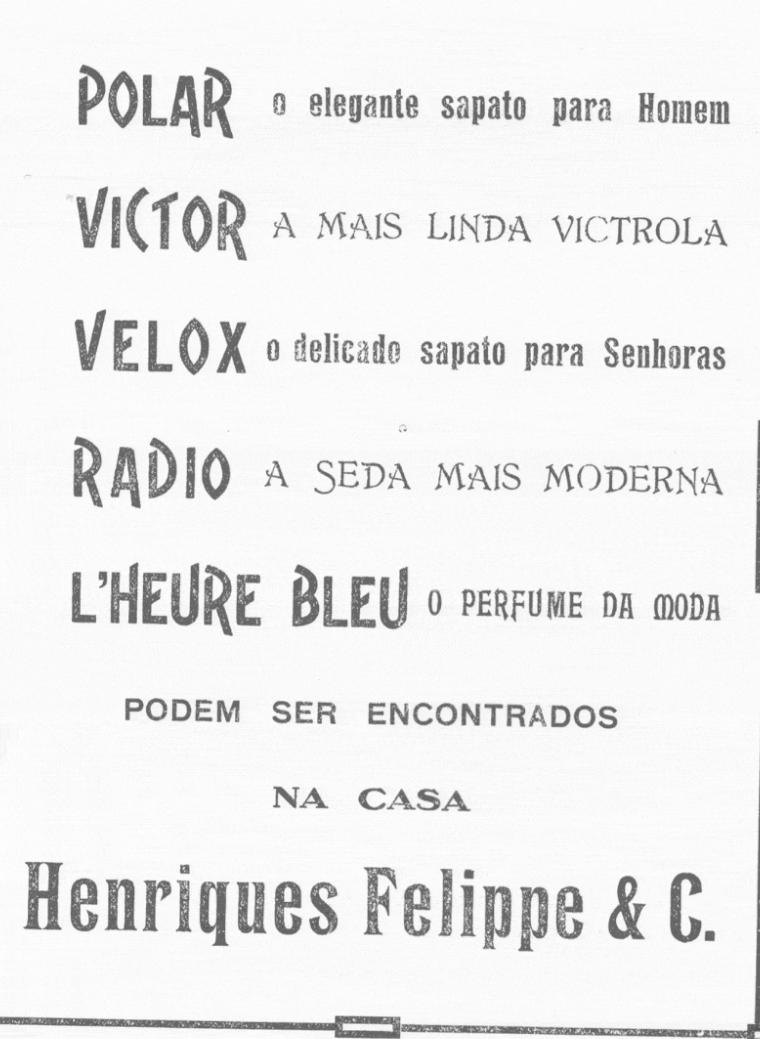 POLAR o elegante sapato para Homem
VICTOR A MAIS LINDA VICTROLA
VELOX o delicado sapato para Senhoras
RADIO A SEDA MAIS MODERNA
L'HEURE BLEU O PERFUME DA MODA
PODEM SER ENCONTRADOS
NA CASA
Henriques Felippe & C.